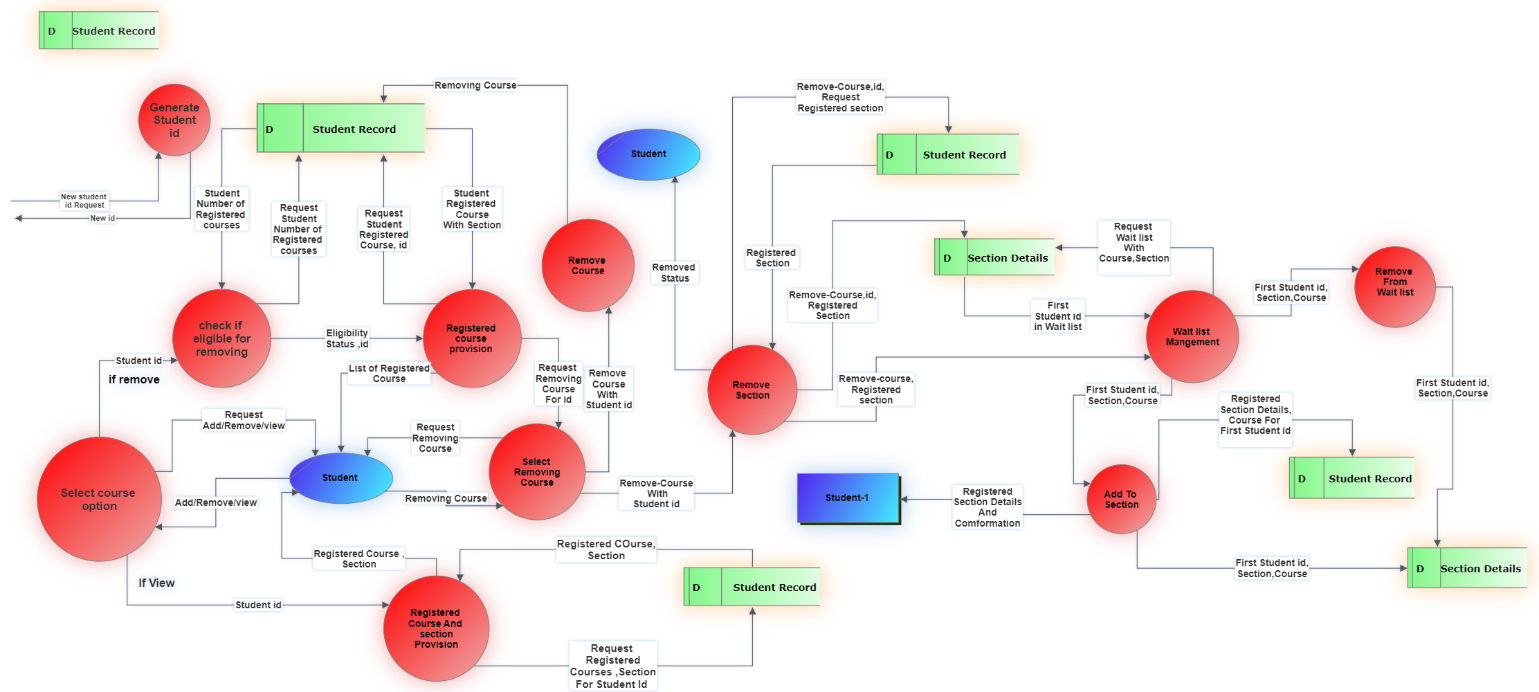 D Student Record
Generate
Student
id
New student
id Request
New id
D Student Record
Removing Course
Student
Number of
Registered
courses
Request
Student
Number of
Registered
courses
Request
Student
Registered
Course, id
Student
Registered
Course
With Section
Remove
Course
check if
eligible for
removing
Eligibility
Status ,id
Registered
course
provision
Student id
if remove
List of Registered
Course
Request
Removing
Course
For id
Remove
Course
With
Student id
Request
Add/Remove/view
Request
Removing
Course
Select course
option
Student
Add/Remove/view
Removing Course
Select
Removing
Course
Remove-Course
With
Student id
Registered Course ,
Section
Registered COurse,
Section
If View
Student id
Registered
Course And
section
Provision
D Student Record
Request
Registered
Courses ,Section
For Student Id
Student
Removed
Status
Remove-Course,id,
Request
Registered section
D Student Record
Registered
Section
Remove-Course,id,
Registered
Section
Remove
Section
Remove-course,
Registered
section
D Section Details
Request
Wait list
With
Course,Section
First
Student id
in Wait list
Wait list
Mangement
First Student id,
Section,Course
Remove
From
Wait list
First Student id,
Section,Course
First Student id,
Section,Course
Registered
Section Details,
Course For
First Student id
D Student Record
Student-1
Registered
Section Details
And
Comformation
Add To
Section
First Student id,
Section,Course
D Section Details